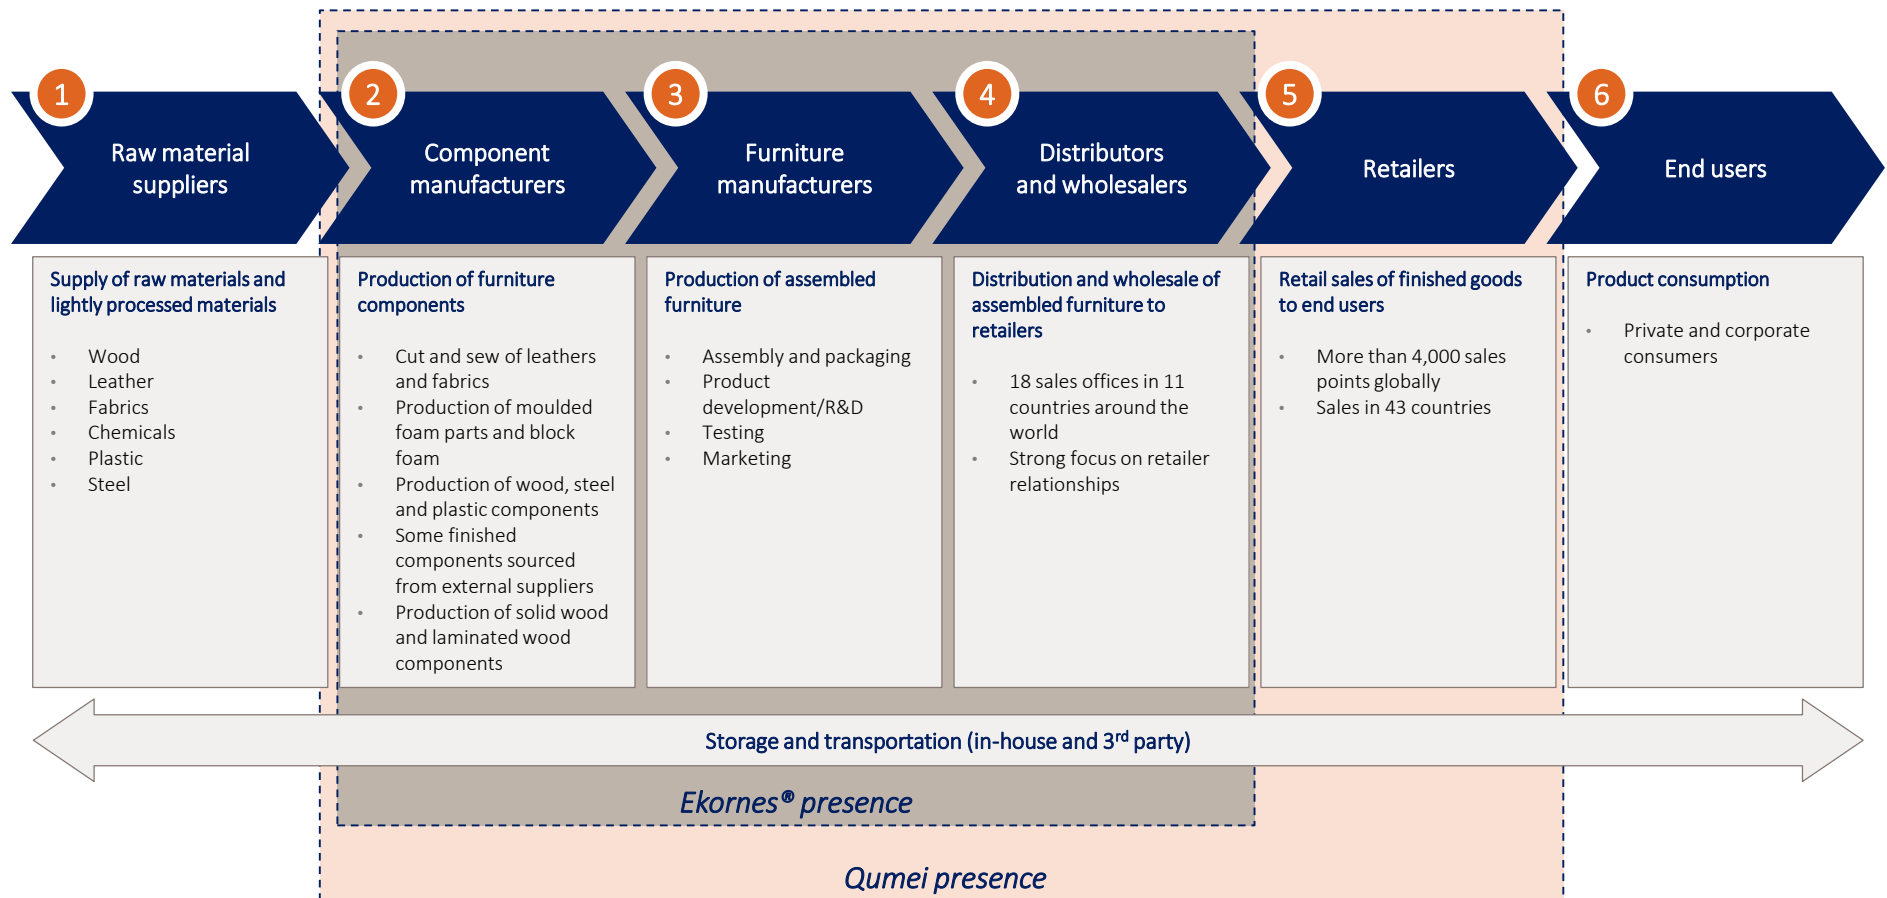 1
Raw material
suppliers
2
Component
manufacturers
3
Furniture
manufacturers
4
Distributors
and wholesalers
5
Retailers
6
End users
Supply of raw materials and
lightly processed materials
• Wood
• Leather
• Fabrics
• Chemicals
• Plastic
• Steel
Production of furniture
components
• Cut and sew of leathers
and fabrics
• Production of moulded
foam parts and block
foam
• Production of wood, steel
and plastic components
• Some finished
components sourced
from external suppliers
• Production of solid wood
and laminated wood
components
Production of assembled
furniture
• Assembly and packaging
• Product
development/R&D
• Testing
• Marketing
Distribution and wholesale of
assembled furniture to
retailers
• 18 sales offices in 11
countries around the
world
• Strong focus on retailer
relationships
Retail sales of finished goods
to end users
• More than 4,000 sales
points globally
• Sales in 43 countries
Product consumption
• Private and corporate
consumers
Storage and transportation (in-house and 3rd party)
Ekornes® presence
Qumei presence